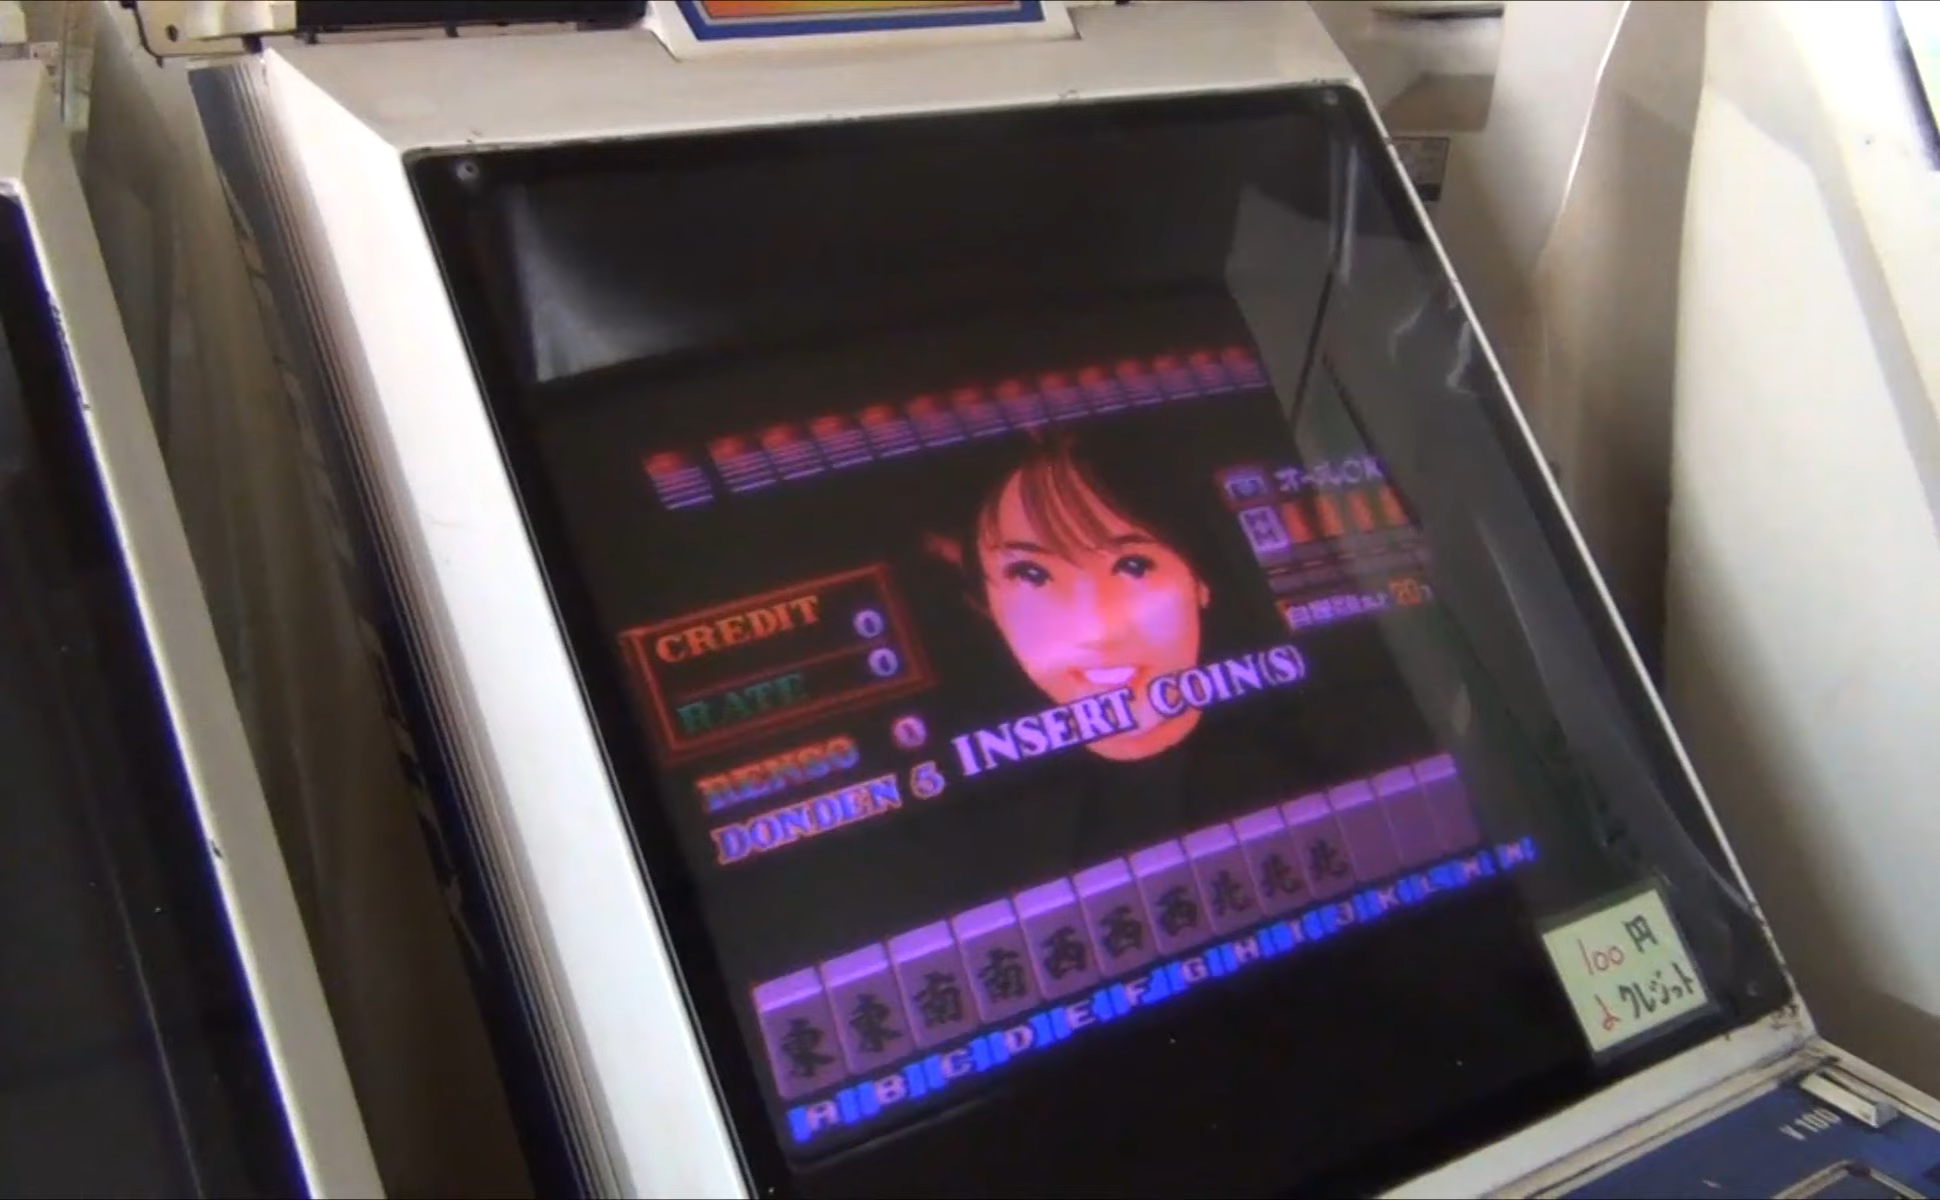 オールOK
CREDIT 0
RATE 0
RENSO 0
DONDEN 5 INSERT COIN(S)
東 東 南 南 西 西 西 北 北 北
A B C D E F G H I J K L M N
100円
2クレジット
¥100